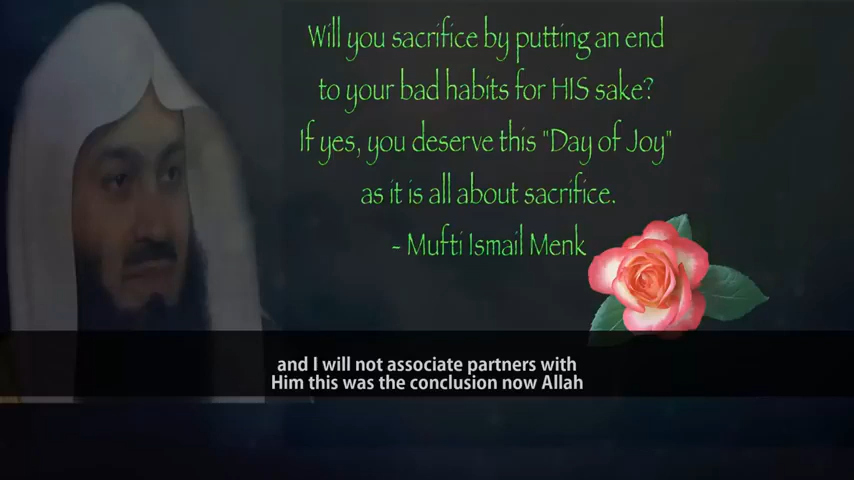 Will you sacrifice by putting an end
to your bad habits for HIS sake?
If yes, you deserve this "Day of Joy"
as it is all about sacrifice.
- Mufti Ismail Menk
and I will not associate partners with
Him this was the conclusion now Allah